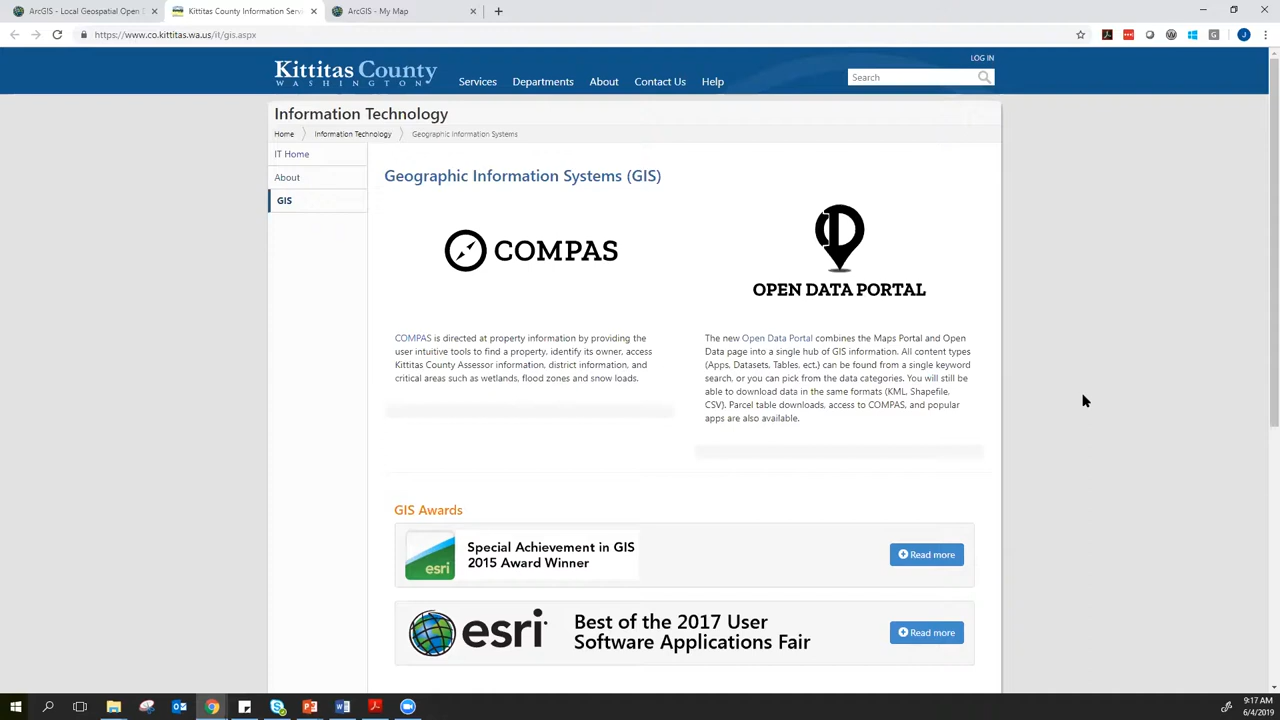 ArcGIS - Local Geospatial Open D
Kittitas County Information Serv
ArcGIS - My Map
https://www.co.kittitas.wa.us/it/gis.aspx
LOG IN
Kittitas County
WASHINGTON
Services
Departments
About
Contact Us
Help
Search
Information Technology
Home
Information Technology
Geographic Information Systems
IT Home
About
GIS
Geographic Information Systems (GIS)
COMPAS
COMPAS is directed at property information by providing the
user intuitive tools to find a property, identify its owner, access
Kittitas County Assessor information, district information, and
critical areas such as wetlands, flood zones and snow loads.
OPEN DATA PORTAL
The new Open Data Portal combines the Maps Portal and Open
Data page into a single hub of GIS information. All content types
(Apps, Datasets, Tables, ect.) can be found from a single keyword
search, or you can pick from the data categories. You will still be
able to download data in the same formats (KML, Shapefile,
CSV). Parcel table downloads, access to COMPAS, and popular
apps are also available.
GIS Awards
esri
Special Achievement in GIS
2015 Award Winner
Read more
esri
Best of the 2017 User
Software Applications Fair
Read more
9:17 AM
6/4/2019